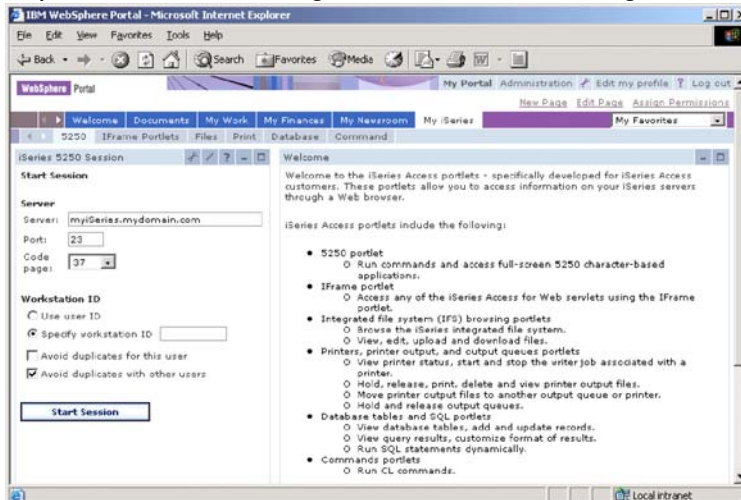 IBM WebSphere Portal - Microsoft Internet Explorer
File Edit View Favorites Tools Help
Back Search Favorites Media
WebSphere Portal My Portal Administration Edit my profile ? Log out
New Page Edit Page Assign Permissions
Welcome Documents My Work My Finances My Newsroom My iSeries My Favorites
5250 IFrame Portlets Files Print Database Command
iSeries 5250 Session ?
Welcome
Start Session
Server
Server: myiSeries.mydomain.com
Port: 23
Code page: 37
Workstation ID
Use user ID
Specify workstation ID
Avoid duplicates for this user
Avoid duplicates with other users
Start Session
Welcome to the iSeries Access portlets - specifically developed for iSeries Access
customers. These portlets allow you to access information on your iSeries servers
through a Web browser.
iSeries Access portlets include the following:
5250 portlet
Run commands and access full-screen 5250 character-based
applications.
IFrame portlet
Access any of the iSeries Access for Web servlets using the IFrame
portlet.
Integrated file system (IFS) browsing portlets
Browse the iSeries integrated file system.
View, edit, upload and download files.
Printers, printer output, and output queues portlets
View printer status, start and stop the writer job associated with a
printer.
Hold, release, print, delete and view printer output files.
Move printer output files to another output queue or printer.
Hold and release output queues.
Database tables and SQL portlets
View database tables, add and update records.
View query results, customize format of results.
Run SQL statements dynamically.
Commands portlets
Run CL commands.
Local intranet